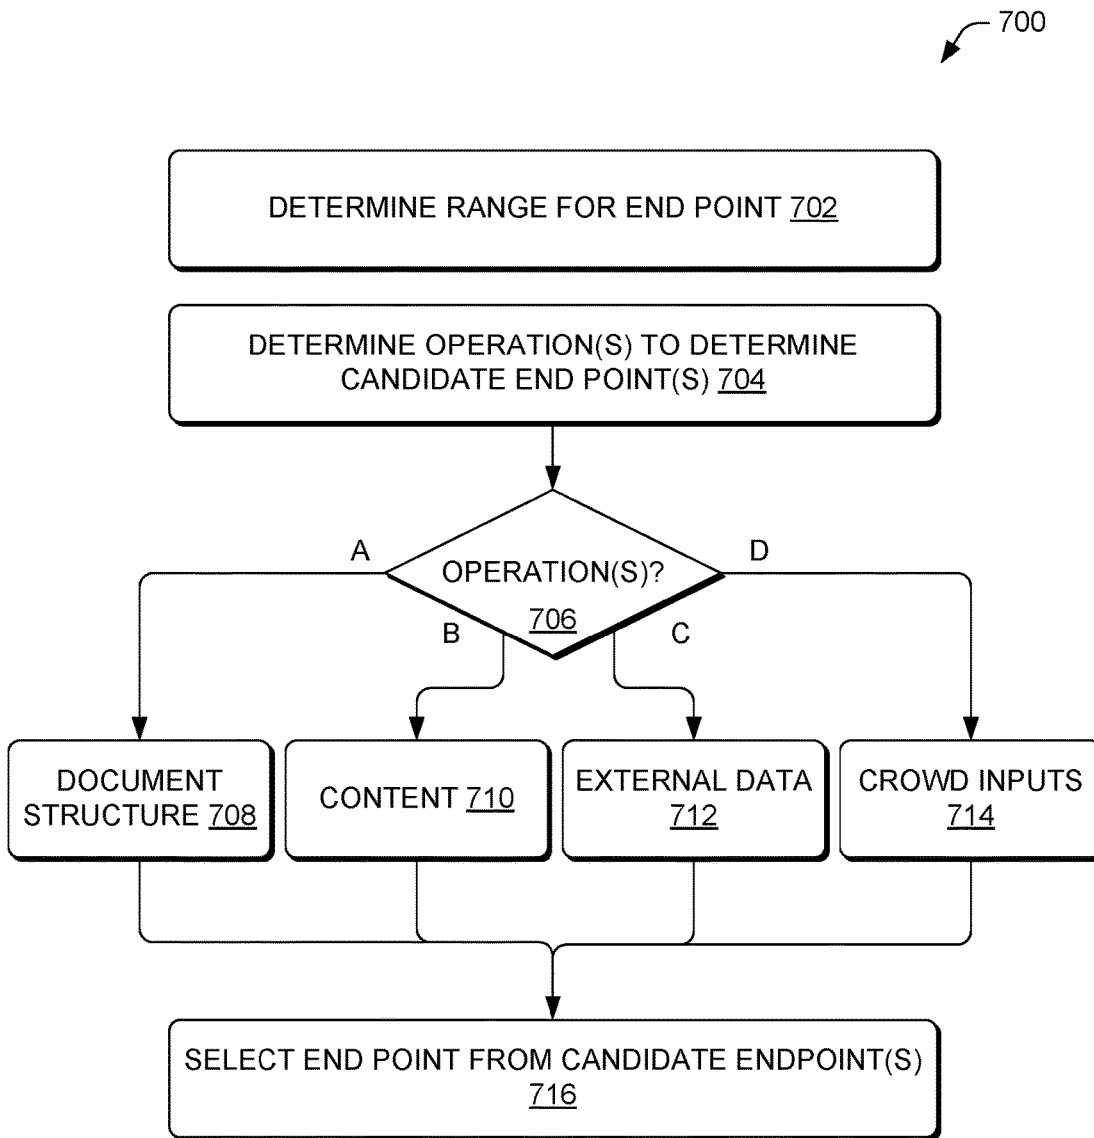 700
DETERMINE RANGE FOR END POINT 702
DETERMINE OPERATION(S) TO DETERMINE
CANDIDATE END POINT(S) 704
A
D
OPERATION(S)?
706
B
C
DOCUMENT
STRUCTURE 708
CONTENT 710
EXTERNAL DATA
712
CROWD INPUTS
714
SELECT END POINT FROM CANDIDATE ENDPOINT(S)
716